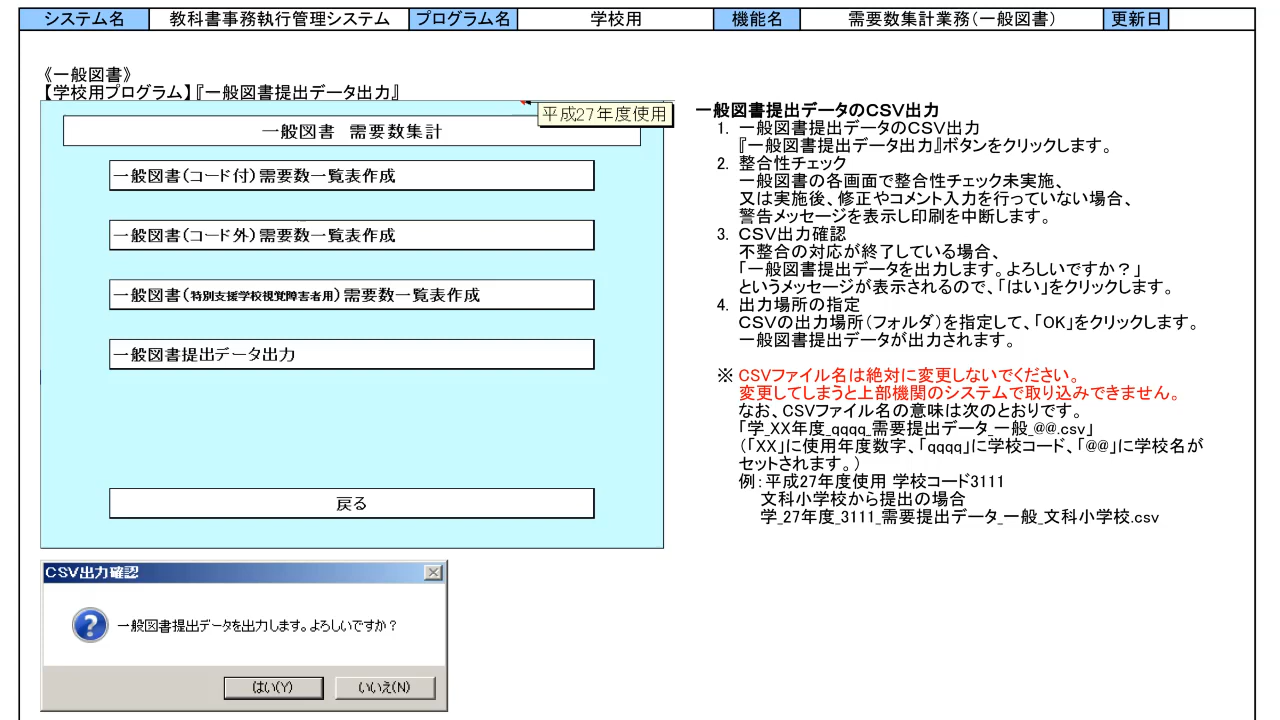 システム名 教科書事務執行管理システム プログラム名 学校用 機能名 需要数集計業務（一般図書） 更新日
《一般図書》
【学校用プログラム】『一般図書提出データ出力』
平成27年度使用
一般図書 需要数集計
一般図書（コード付）需要数一覧表作成
一般図書（コード外）需要数一覧表作成
一般図書（特別支援学校視覚障害者用）需要数一覧表作成
一般図書提出データ出力
戻る
CSV出力確認
一般図書提出データを出力します。よろしいですか？
はい(Y) いいえ(N)
一般図書提出データのＣＳＶ出力
1. 一般図書提出データのＣＳＶ出力
『一般図書提出データ出力』ボタンをクリックします。
2. 整合性チェック
一般図書の各画面で整合性チェック未実施、
又は実施後、修正やコメント入力を行っていない場合、
警告メッセージを表示し印刷を中断します。
3. ＣＳＶ出力確認
不整合の対応が終了している場合、
「一般図書提出データを出力します。よろしいですか？」
というメッセージが表示されるので、「はい」をクリックします。
4. 出力場所の指定
ＣＳＶの出力場所（フォルダ）を指定して、「OK」をクリックします。
一般図書提出データが出力されます。
※ CSVファイル名は絶対に変更しないでください。
変更してしまうと上部機関のシステムで取り込みできません。
なお、CSVファイル名の意味は次のとおりです。
「学_XX年度_qqqq_需要提出データ_一般_@@.csv」
（「XX」に使用年度数字、「qqqq」に学校コード、「@@」に学校名が
セットされます。）
例：平成27年度使用 学校コード3111
文科小学校から提出の場合
学_27年度_3111_需要提出データ_一般_文科小学校.csv